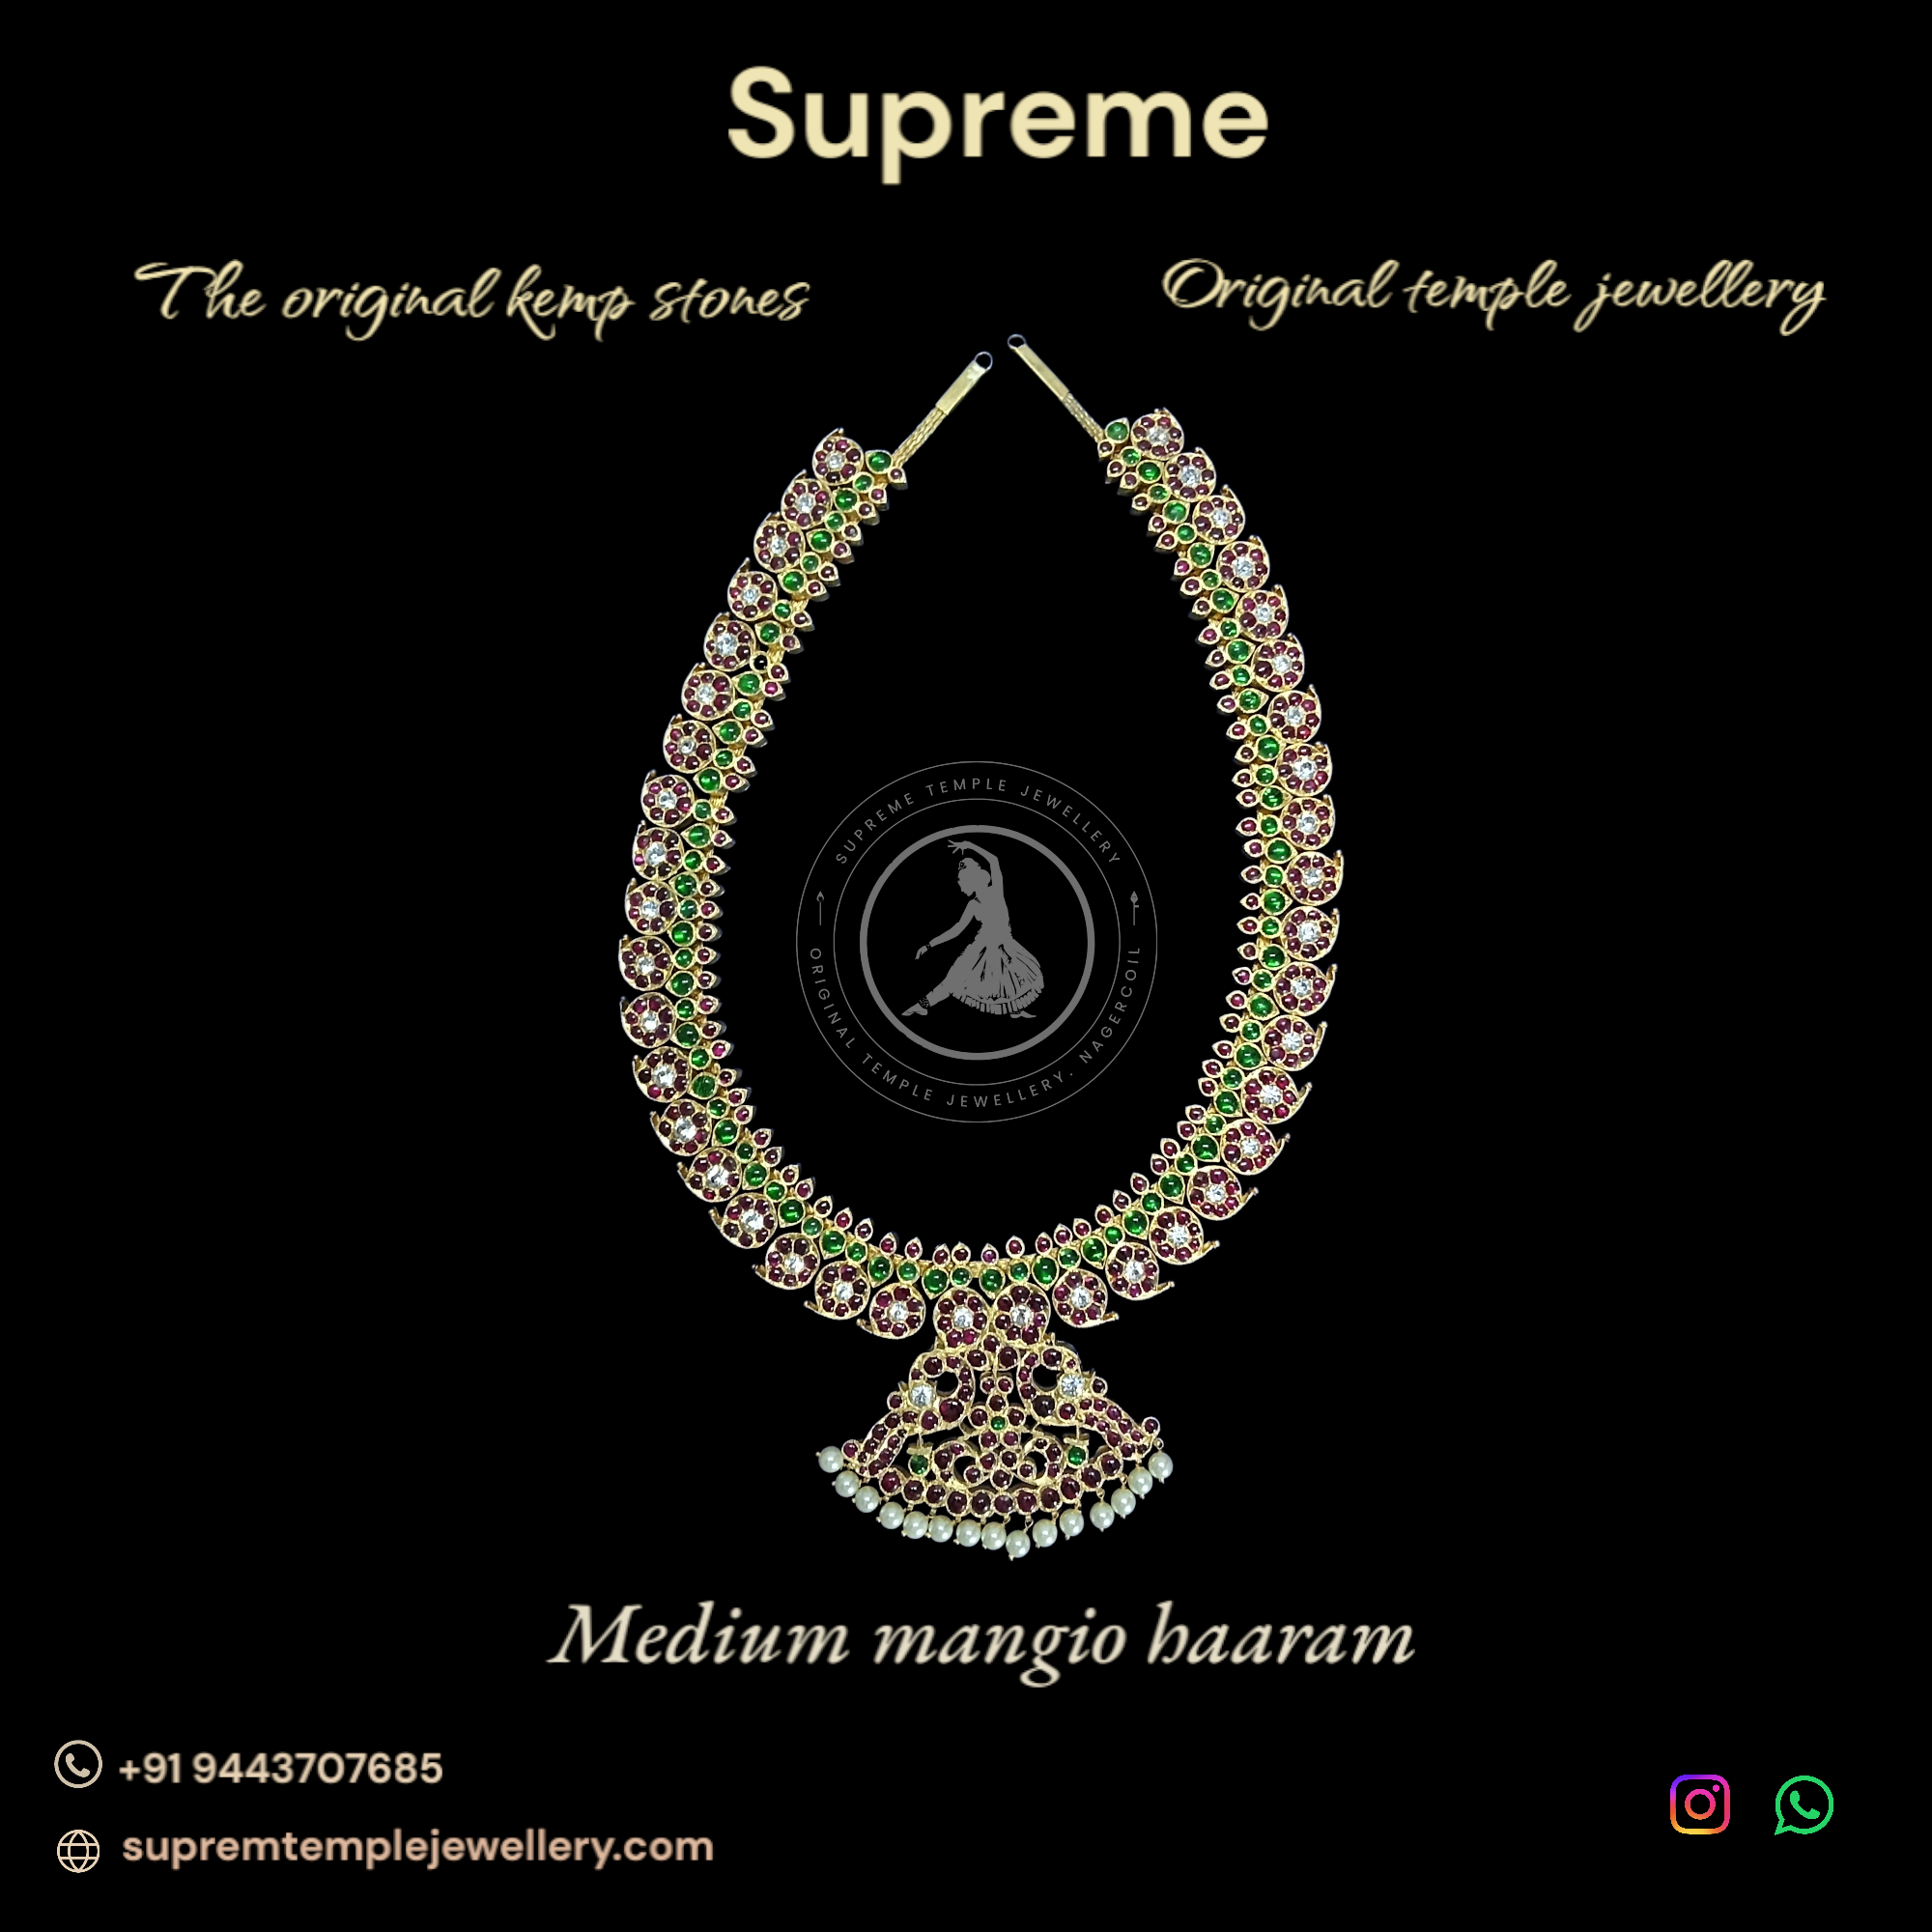 Supreme
The original kemp stones
Original temple jewellery
SUPREME TEMPLE JEWELLERY
ORIGINAL TEMPLE JEWELLERY, NAGERCOIL
Medium mangio haaram
+91 9443707685
supremtemplejewellery.com